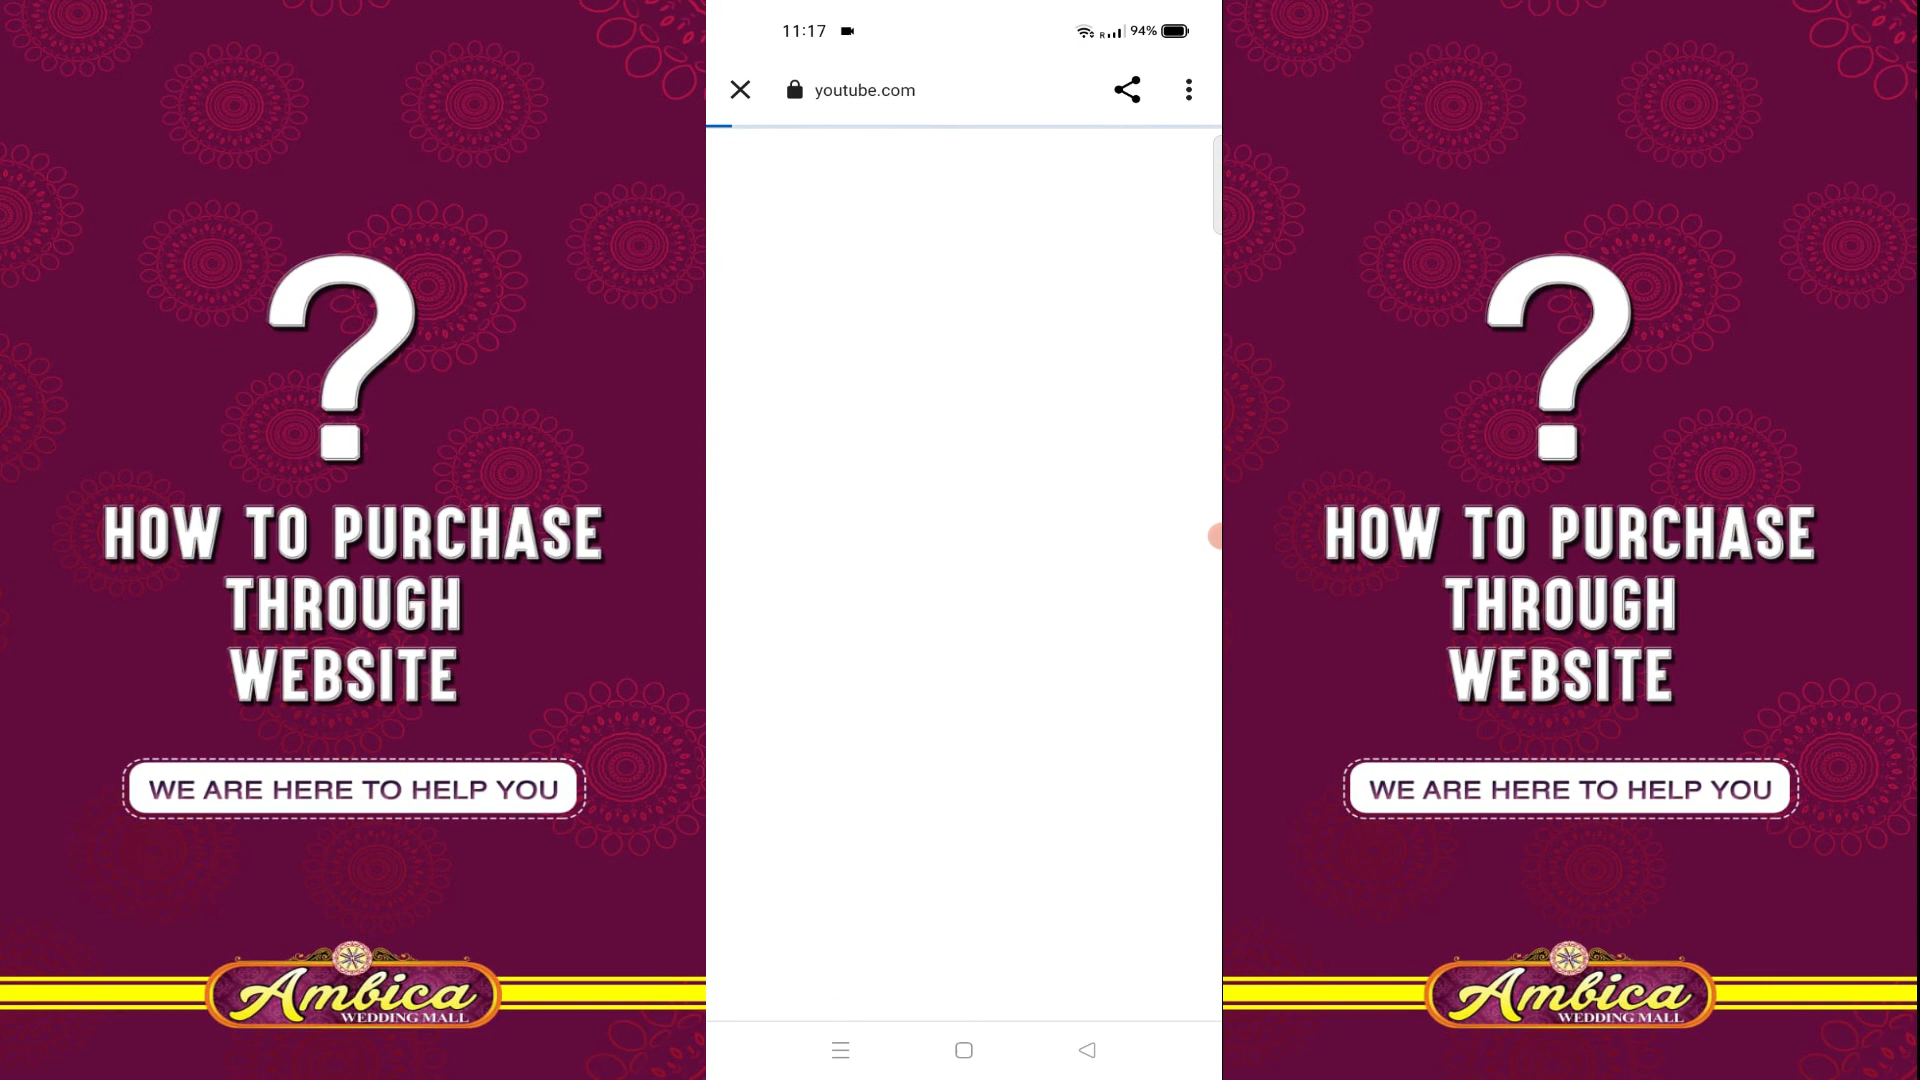 ?
HOW TO PURCHASE
THROUGH
WEBSITE
WE ARE HERE TO HELP YOU
Ambica
WEDDING MALL
11:17
R 94%
youtube.com
?
HOW TO PURCHASE
THROUGH
WEBSITE
WE ARE HERE TO HELP YOU
Ambica
WEDDING MALL